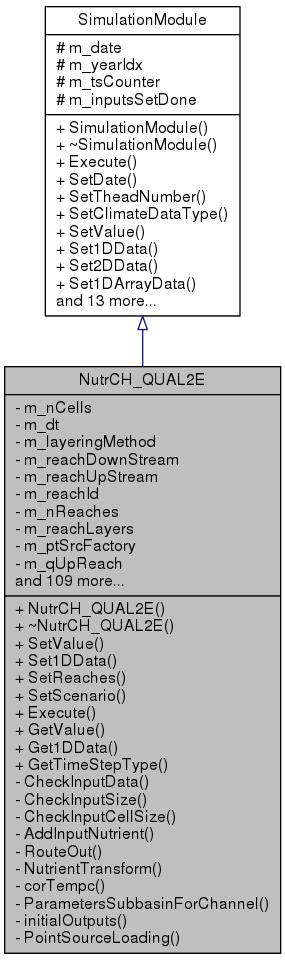 SimulationModule
# m_date
# m_yearIdx
# m_tsCounter
# m_inputsSetDone
+ SimulationModule()
+ ~SimulationModule()
+ Execute()
+ SetDate()
+ SetTheadNumber()
+ SetClimateDataType()
+ SetValue()
+ Set1DData()
+ Set2DData()
+ Set1DArrayData()
and 13 more...
NutrCH_QUAL2E
- m_nCells
- m_dt
- m_layeringMethod
- m_reachDownStream
- m_reachUpStream
- m_reachId
- m_nReaches
- m_reachLayers
- m_ptSrcFactory
- m_qUpReach
and 109 more...
+ NutrCH_QUAL2E()
+ ~NutrCH_QUAL2E()
+ SetValue()
+ Set1DData()
+ SetReaches()
+ SetScenario()
+ Execute()
+ GetValue()
+ Get1DData()
+ GetTimeStepType()
- CheckInputData()
- CheckInputSize()
- CheckInputCellSize()
- AddInputNutrient()
- RouteOut()
- NutrientTransform()
- corTempc()
- ParametersSubbasinForChannel()
- initialOutputs()
- PointSourceLoading()